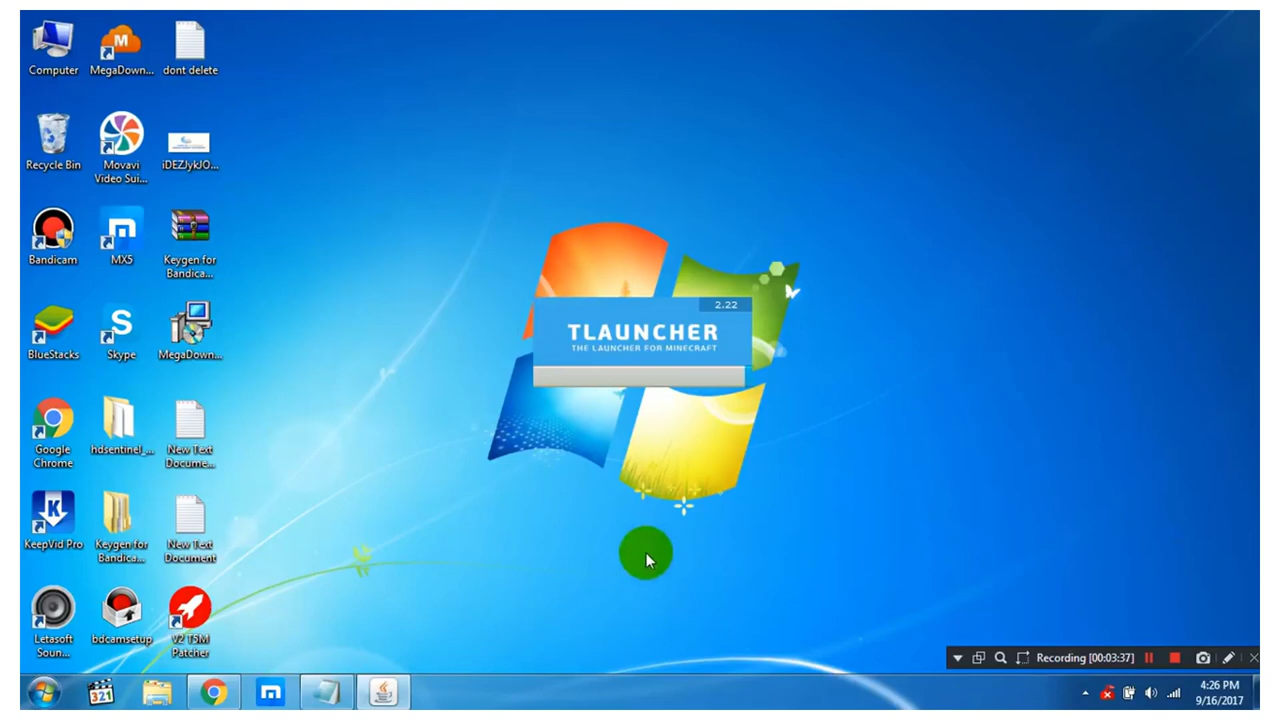 Computer
MegaDown...
dont delete
Recycle Bin
Movavi
Video Sui...
iDEZJykJO...
Bandicam
MX5
Keygen for
Bandica...
BlueStacks
Skype
MegaDown...
Google
Chrome
hdsentinel_...
New Text
Docume...
KeepVid Pro
Keygen for
Bandica...
New Text
Document
Letasoft
Soun...
bdcamsetup
V2 TSM
Patcher
2.22
TLAUNCHER
THE LAUNCHER FOR MINECRAFT
Recording [00:03:37]
321
4:26 PM
9/16/2017